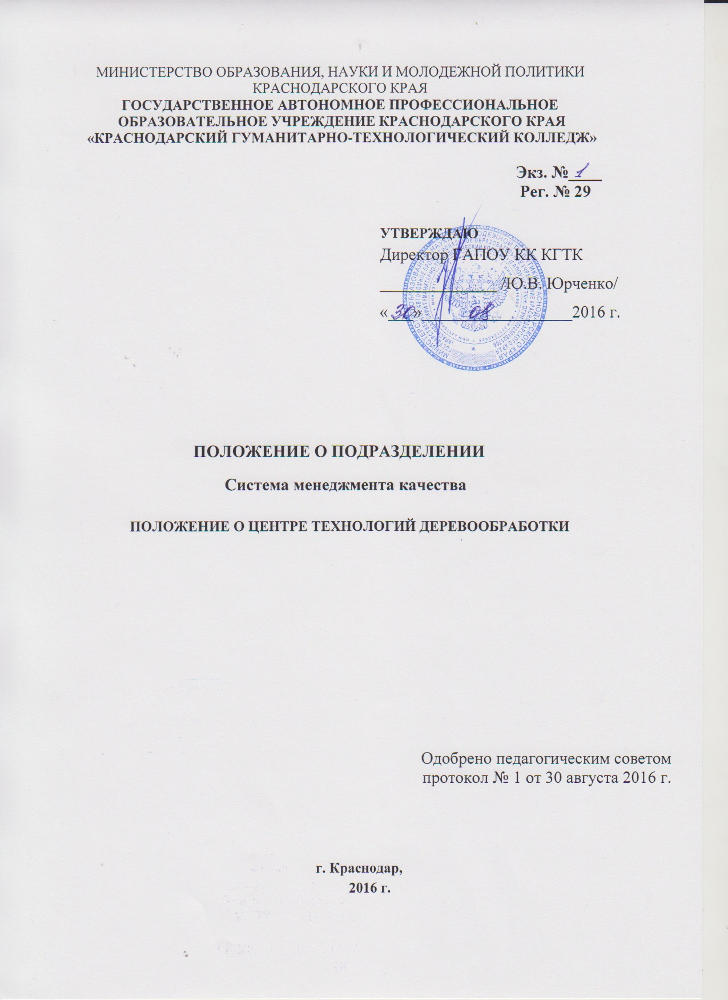 МИНИСТЕРСТВО ОБРАЗОВАНИЯ, НАУКИ И МОЛОДЕЖНОЙ ПОЛИТИКИ
КРАСНОДАРСКОГО КРАЯ
ГОСУДАРСТВЕННОЕ АВТОНОМНОЕ ПРОФЕССИОНАЛЬНОЕ
ОБРАЗОВАТЕЛЬНОЕ УЧРЕЖДЕНИЕ КРАСНОДАРСКОГО КРАЯ
«КРАСНОДАРСКИЙ ГУМАНИТАРНО-ТЕХНОЛОГИЧЕСКИЙ КОЛЛЕДЖ»
Экз. № 1
Рег. № 29
УТВЕРЖДАЮ
Директор ГАПОУ КК КГТК
/Ю.В. Юрченко/
«30» 08 2016 г.
ПОЛОЖЕНИЕ О ПОДРАЗДЕЛЕНИИ
Система менеджмента качества
ПОЛОЖЕНИЕ О ЦЕНТРЕ ТЕХНОЛОГИЙ ДЕРЕВООБРАБОТКИ
Одобрено педагогическим советом
протокол № 1 от 30 августа 2016 г.
г. Краснодар,
2016 г.